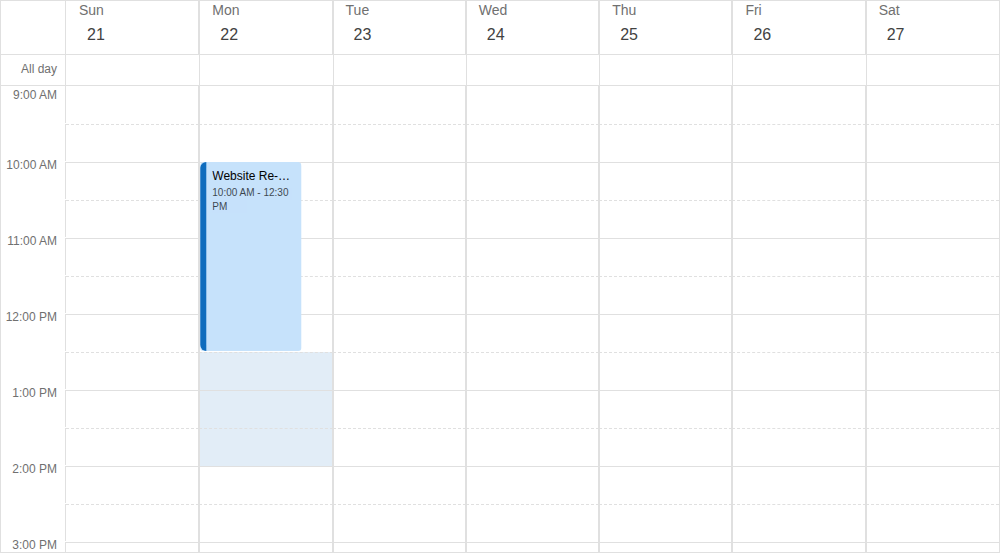 Sun Mon Tue Wed Thu Fri Sat
21 22 23 24 25 26 27
All day
9:00 AM
10:00 AM
Website Re-...
10:00 AM - 12:30
PM
11:00 AM
12:00 PM
1:00 PM
2:00 PM
3:00 PM